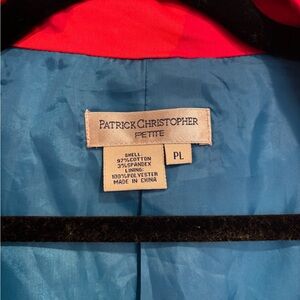 PATRICK CHRISTOPHER
PETITE
SHELL:
97%COTTON
3%SPANDEX
LINING:
100%POLYESTER
MADE IN CHINA
PL